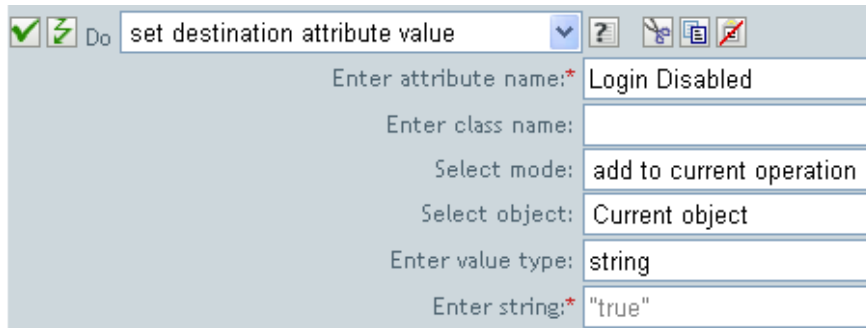 Do set destination attribute value ?
Enter attribute name:* Login Disabled
Enter class name:
Select mode: add to current operation
Select object: Current object
Enter value type: string
Enter string:* "true"